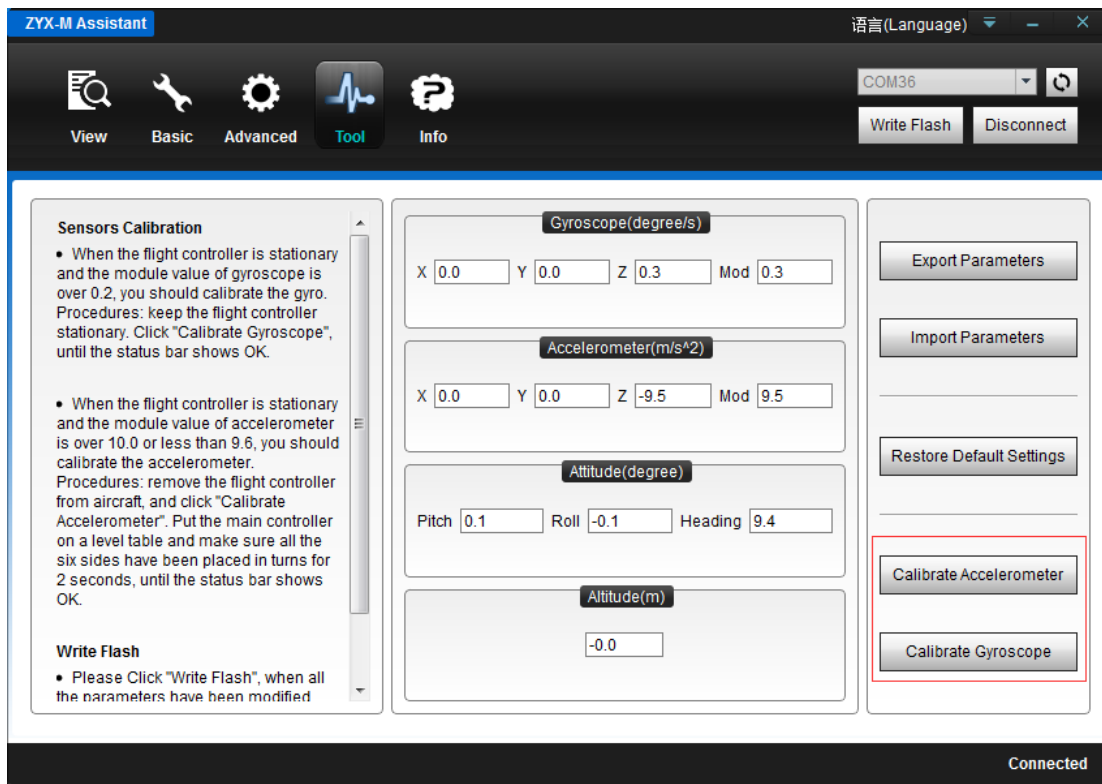 ZYX-M Assistant
语言(Language)
COM36
View Basic Advanced Tool Info
Write Flash Disconnect
Sensors Calibration
• When the flight controller is stationary
and the module value of gyroscope is
over 0.2, you should calibrate the gyro.
Procedures: keep the flight controller
stationary. Click "Calibrate Gyroscope",
until the status bar shows OK.
• When the flight controller is stationary
and the module value of accelerometer
is over 10.0 or less than 9.6, you should
calibrate the accelerometer.
Procedures: remove the flight controller
from aircraft, and click "Calibrate
Accelerometer". Put the main controller
on a level table and make sure all the
six sides have been placed in turns for
2 seconds, until the status bar shows
OK.
Write Flash
• Please Click "Write Flash", when all
the parameters have been modified
Gyroscope(degree/s)
X 0.0 Y 0.0 Z 0.3 Mod 0.3
Accelerometer(m/s^2)
X 0.0 Y 0.0 Z -9.5 Mod 9.5
Attitude(degree)
Pitch 0.1 Roll -0.1 Heading 9.4
Altitude(m)
-0.0
Export Parameters
Import Parameters
Restore Default Settings
Calibrate Accelerometer
Calibrate Gyroscope
Connected